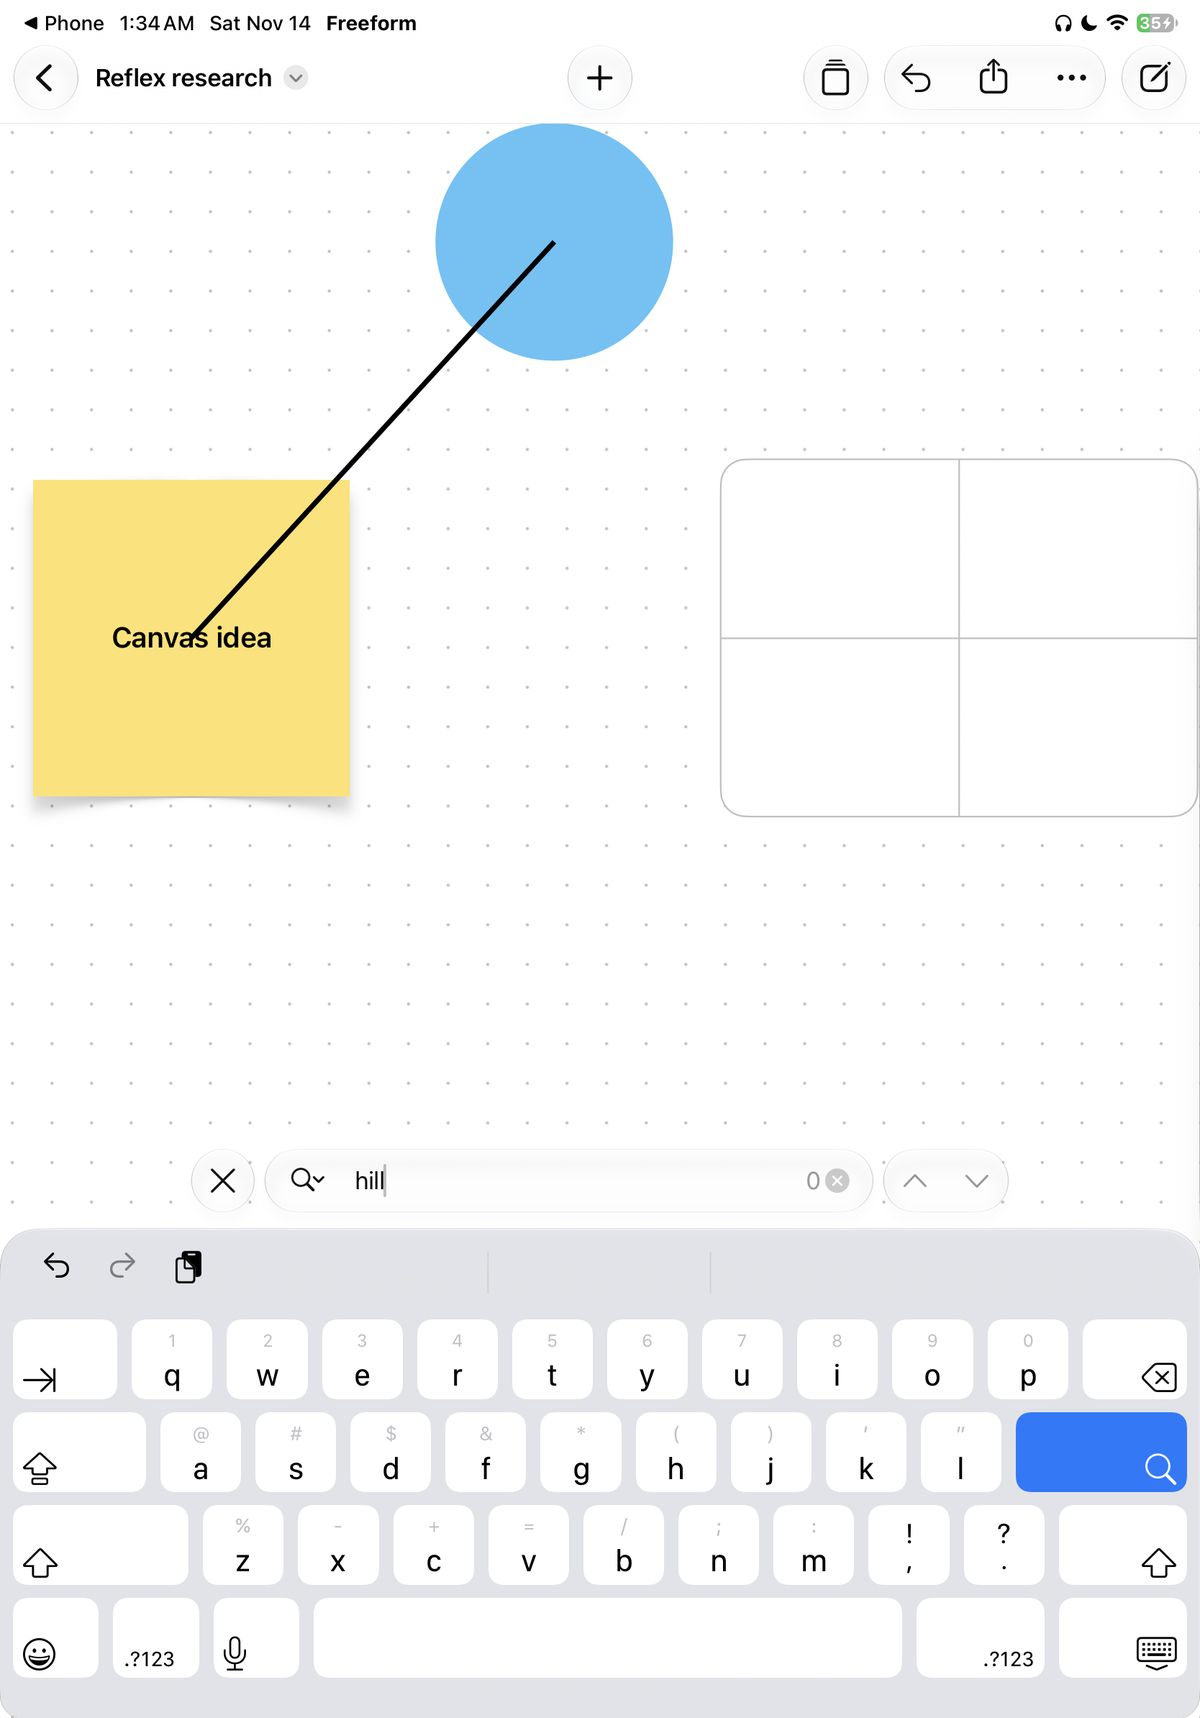 Phone 1:34 AM Sat Nov 14 Freeform
35
Reflex research
Canvas idea
hill 0
1 2 3 4 5 6 7 8 9 0
q w e r t y u i o p
@ # $ & * ( ) ' "
a s d f g h j k l
% - + = / ; : ! ?
z x c v b n m , .
.?123 .?123